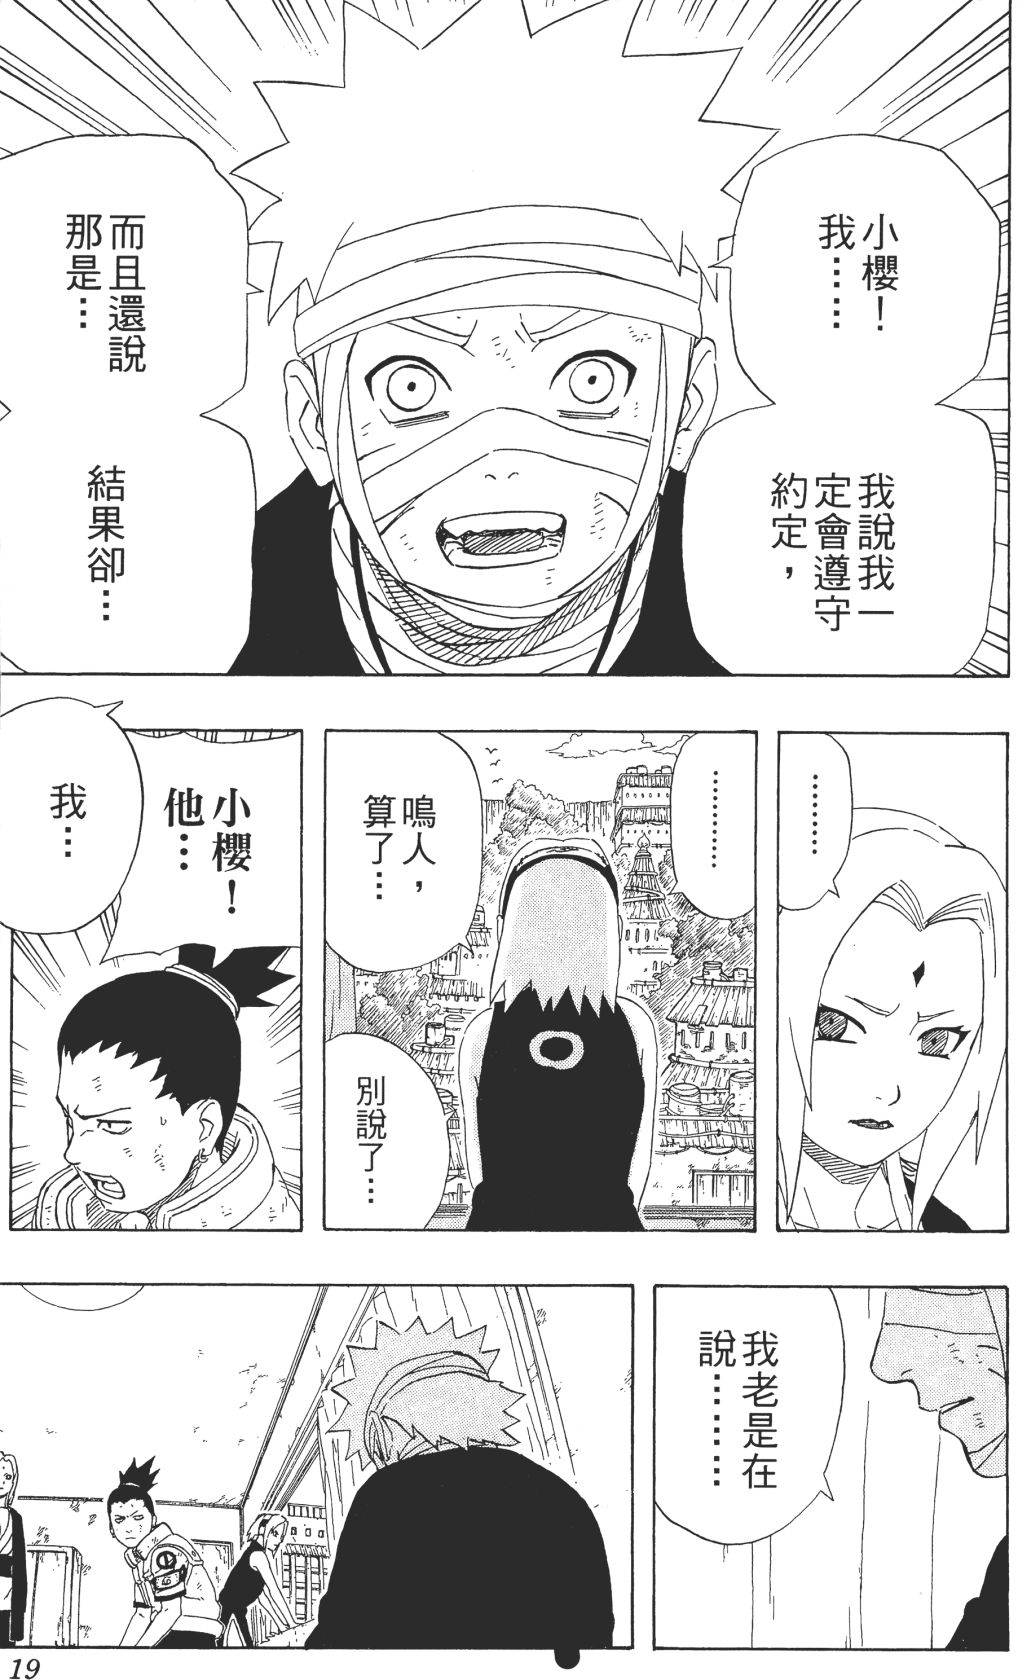 小櫻！
我……
我說我一
定會遵守
約定，
而且還說
那是…
結果卻…
………
………
鳴人，
算了…
別說了…
小櫻！
他…
我…
我老是在
說………
19